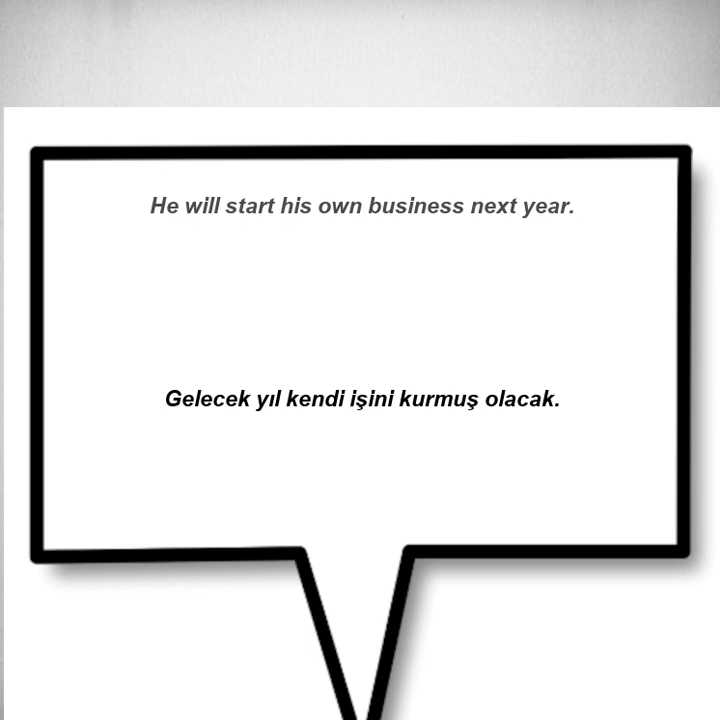 He will start his own business next year.
Gelecek yıl kendi işini kurmuş olacak.